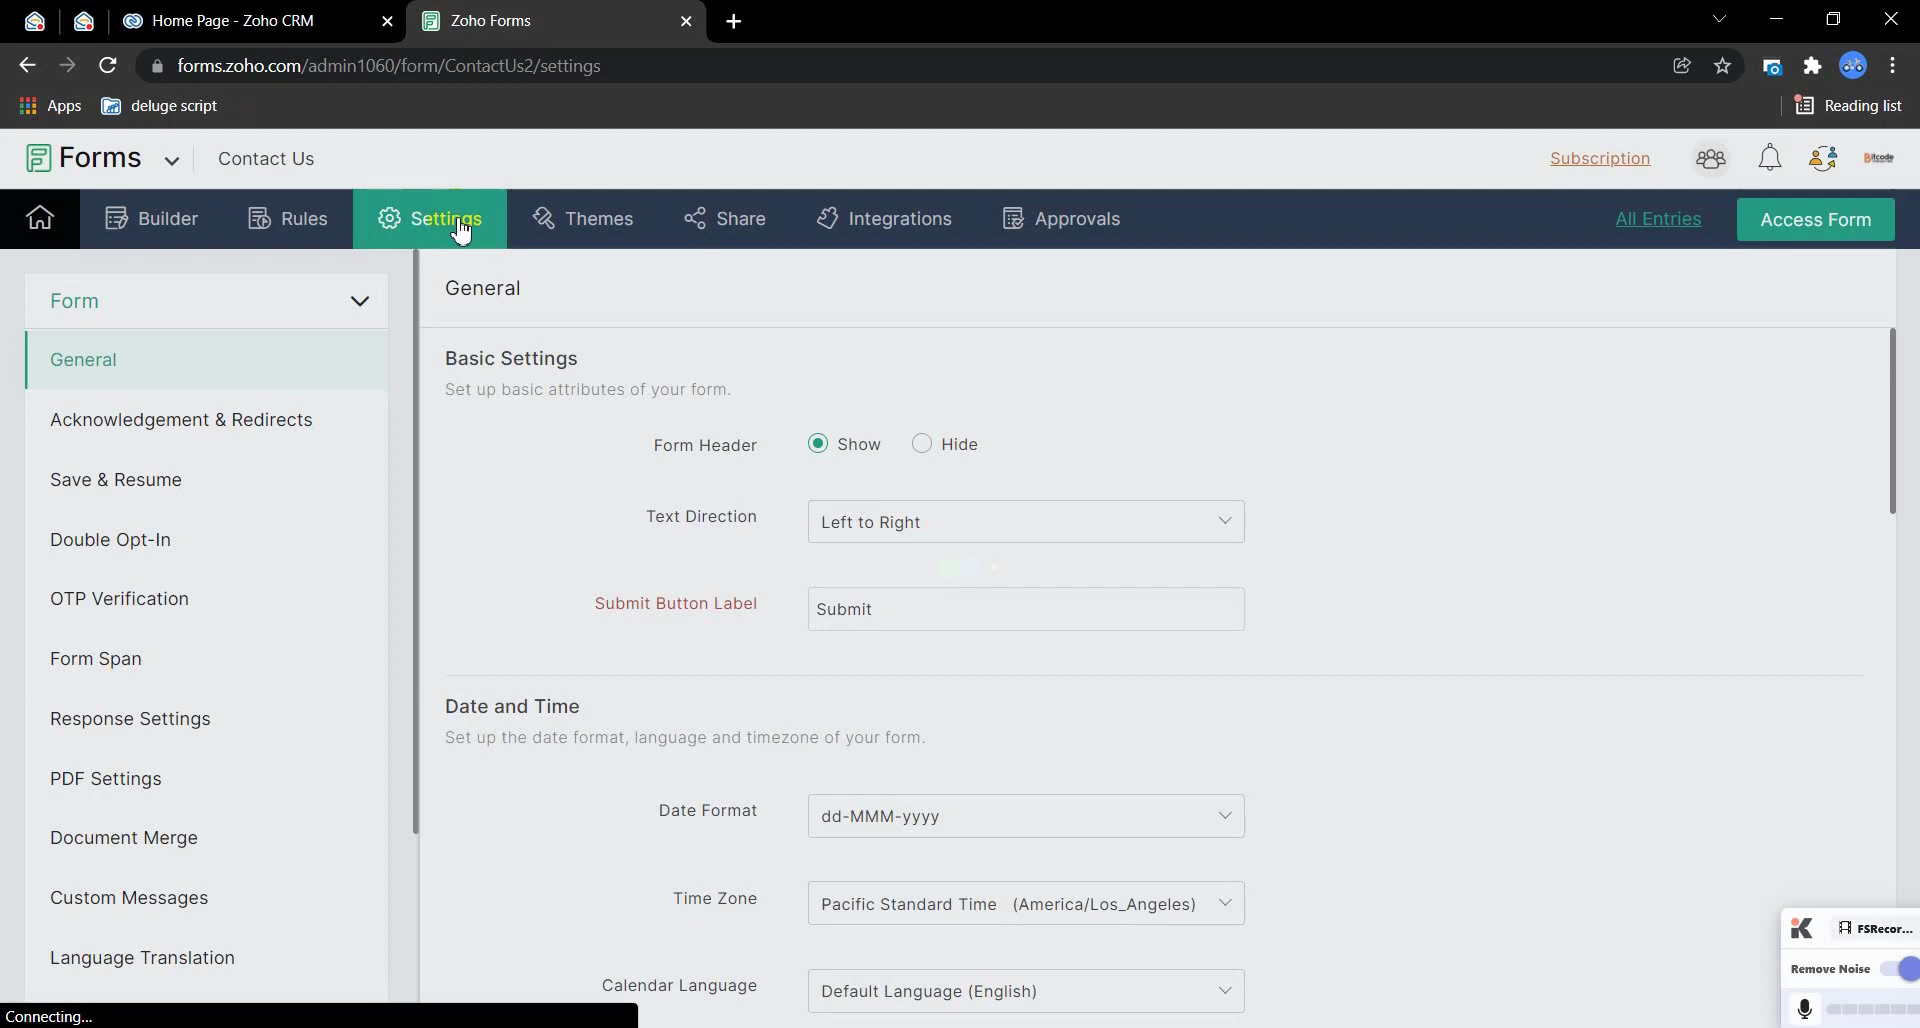 Home Page - Zoho CRM
Zoho Forms
forms.zoho.com/admin1060/form/ContactUs2/settings
Apps
deluge script
Reading list
Forms
Contact Us
Subscription
Bitcode
Builder
Rules
Settings
Themes
Share
Integrations
Approvals
All Entries
Access Form
Form
General
Acknowledgement & Redirects
Save & Resume
Double Opt-In
OTP Verification
Form Span
Response Settings
PDF Settings
Document Merge
Custom Messages
Language Translation
General
Basic Settings
Set up basic attributes of your form.
Form Header
Show
Hide
Text Direction
Left to Right
Submit Button Label
Submit
Date and Time
Set up the date format, language and timezone of your form.
Date Format
dd-MMM-yyyy
Time Zone
Pacific Standard Time (America/Los_Angeles)
Calendar Language
Default Language (English)
FSRecor...
Remove Noise
Connecting...